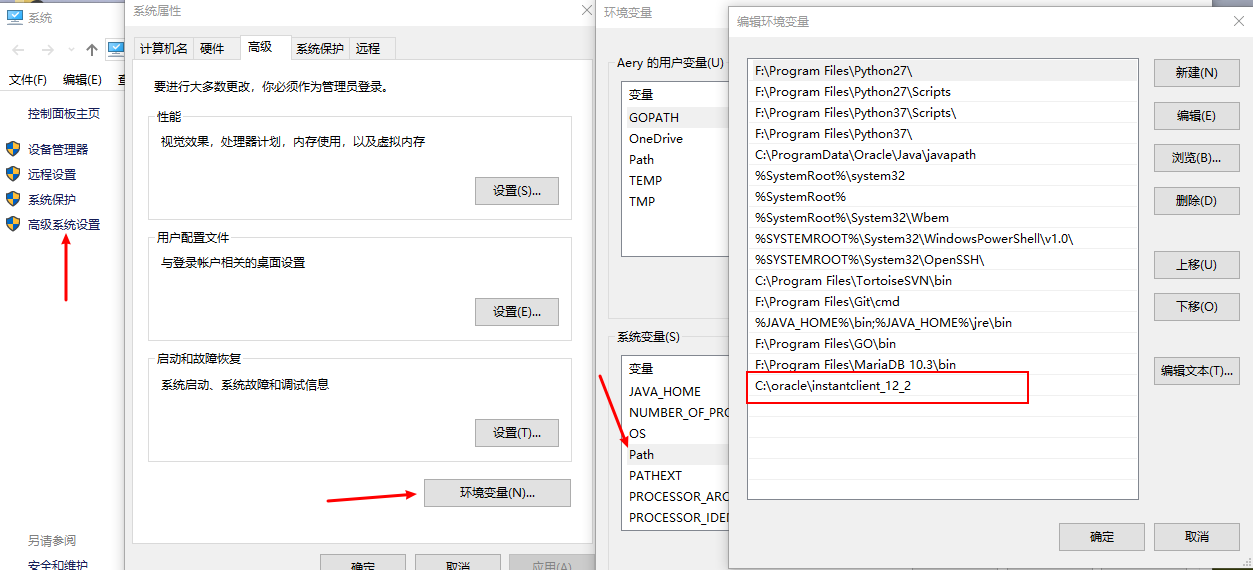 系统
文件(F)
编辑(E)
控制面板主页
设备管理器
远程设置
系统保护
高级系统设置
另请参阅
安全和维护
系统属性
计算机名
硬件
高级
系统保护
远程
要进行大多数更改，你必须作为管理员登录。
性能
视觉效果，处理器计划，内存使用，以及虚拟内存
设置(S)...
用户配置文件
与登录帐户相关的桌面设置
设置(E)...
启动和故障恢复
系统启动、系统故障和调试信息
设置(T)...
环境变量(N)...
确定
取消
应用(A)
环境变量
Aery 的用户变量(U)
变量
GOPATH
OneDrive
Path
TEMP
TMP
系统变量(S)
变量
JAVA_HOME
NUMBER_OF_PRO
OS
Path
PATHEXT
PROCESSOR_ARC
PROCESSOR_IDEN
编辑环境变量
F:\Program Files\Python27\
F:\Program Files\Python27\Scripts
F:\Program Files\Python37\Scripts\
F:\Program Files\Python37\
C:\ProgramData\Oracle\Java\javapath
%SystemRoot%\system32
%SystemRoot%
%SystemRoot%\System32\Wbem
%SYSTEMROOT%\System32\WindowsPowerShell\v1.0\
%SYSTEMROOT%\System32\OpenSSH\
C:\Program Files\TortoiseSVN\bin
F:\Program Files\Git\cmd
%JAVA_HOME%\bin;%JAVA_HOME%\jre\bin
F:\Program Files\GO\bin
F:\Program Files\MariaDB 10.3\bin
C:\oracle\instantclient_12_2
新建(N)
编辑(E)
浏览(B)...
删除(D)
上移(U)
下移(O)
编辑文本(T)...
确定
取消